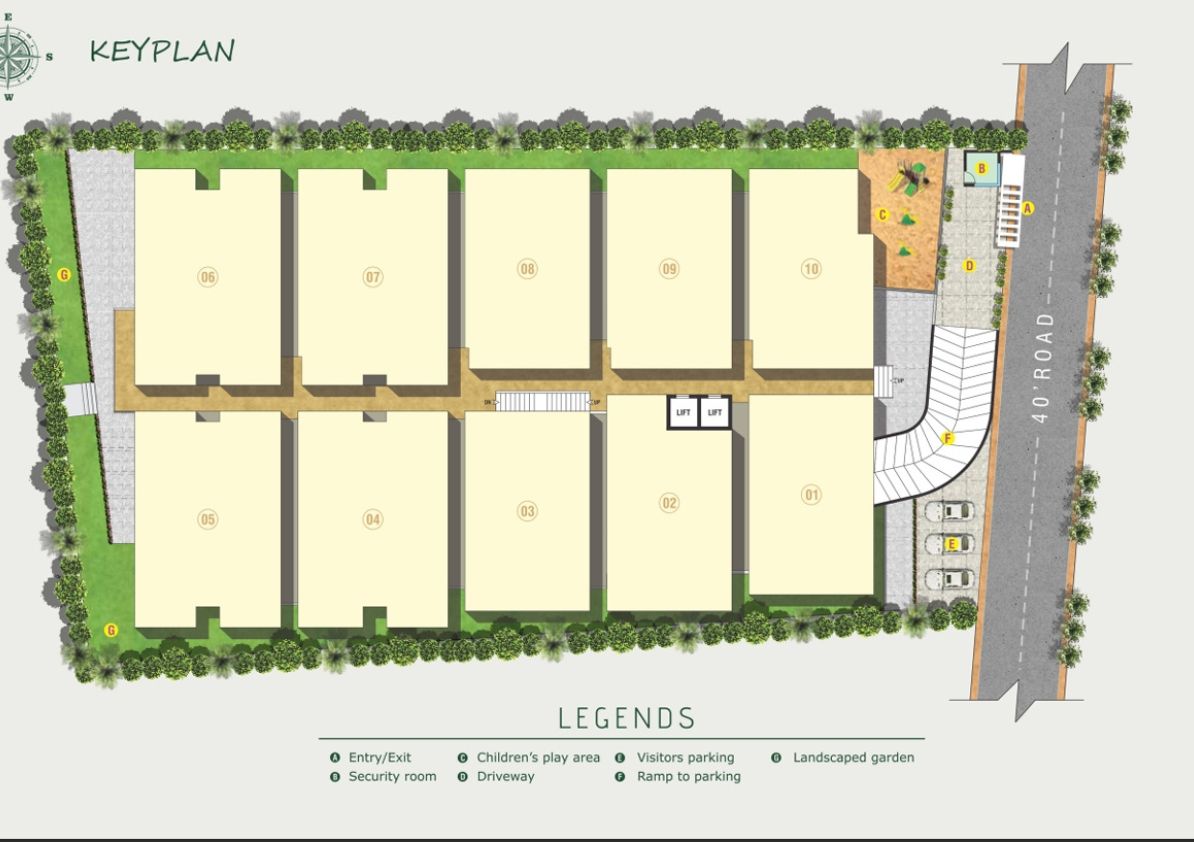 E
S
W
KEYPLAN
B
A
C
D
G
06
07
08
09
10
40' ROAD
UP
DN
UP
LIFT
LIFT
F
05
04
03
02
01
E
G
LEGENDS
A Entry/Exit
C Children's play area
E Visitors parking
G Landscaped garden
B Security room
D Driveway
F Ramp to parking